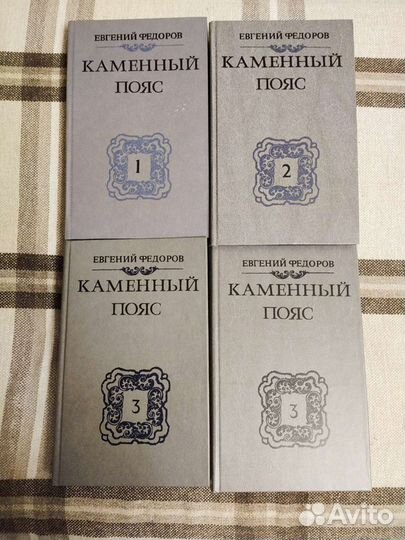 ЕВГЕНИЙ ФЕДОРОВ
КАМЕННЫЙ
ПОЯС
1
ЕВГЕНИЙ ФЕДОРОВ
КАМЕННЫЙ
ПОЯС
2
ЕВГЕНИЙ ФЕДОРОВ
КАМЕННЫЙ
ПОЯС
3
ЕВГЕНИЙ ФЕДОРОВ
КАМЕННЫЙ
ПОЯС
3
Avito